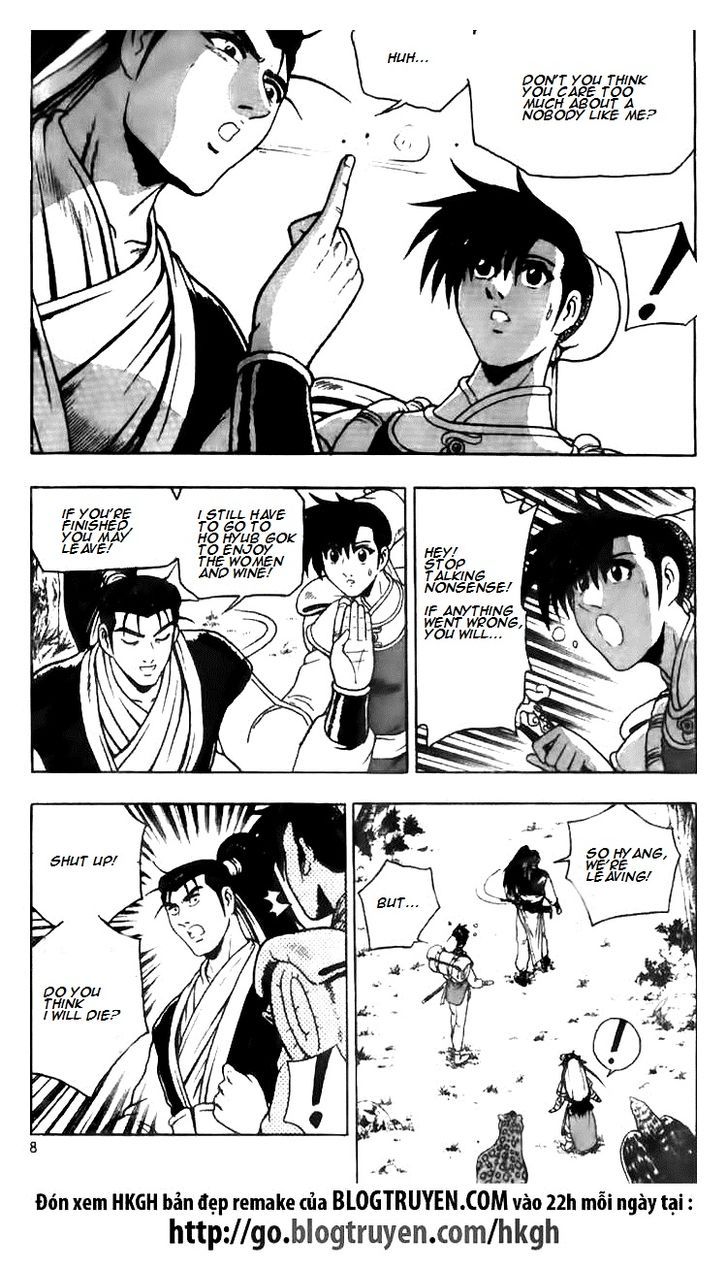 HUH...
DON'T YOU THINK
YOU CARE TOO
MUCH ABOUT A
NOBODY LIKE ME?
!
IF YOU'RE
FINISHED,
YOU MAY
LEAVE!
I STILL HAVE
TO GO TO
HO HYUB GOK
TO ENJOY
THE WOMEN
AND WINE!
HEY!
STOP
TALKING
NONSENSE!
IF ANYTHING
WENT WRONG,
YOU WILL...
SHUT UP!
DO YOU
THINK
I WILL DIE?
!
SO HYANG,
WE'RE
LEAVING!
BUT...
!
8
Đón xem HKGH bản đẹp remake của BLOGTRUYEN.COM vào 22h mỗi ngày tại :
http://go.blogtruyen.com/hkgh